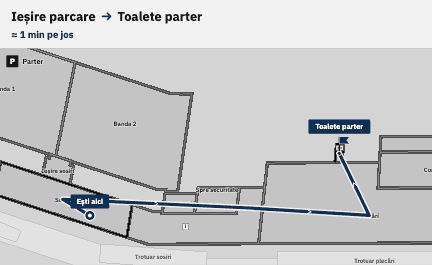 Ieșire parcare → Toalete parter
≈ 1 min pe jos
P Parter
nda 1
Banda 2
Toalete parter
Ieșire sosiri
Spre securitate
Ești aici
i
Trotuar sosiri
Trotuar plecări